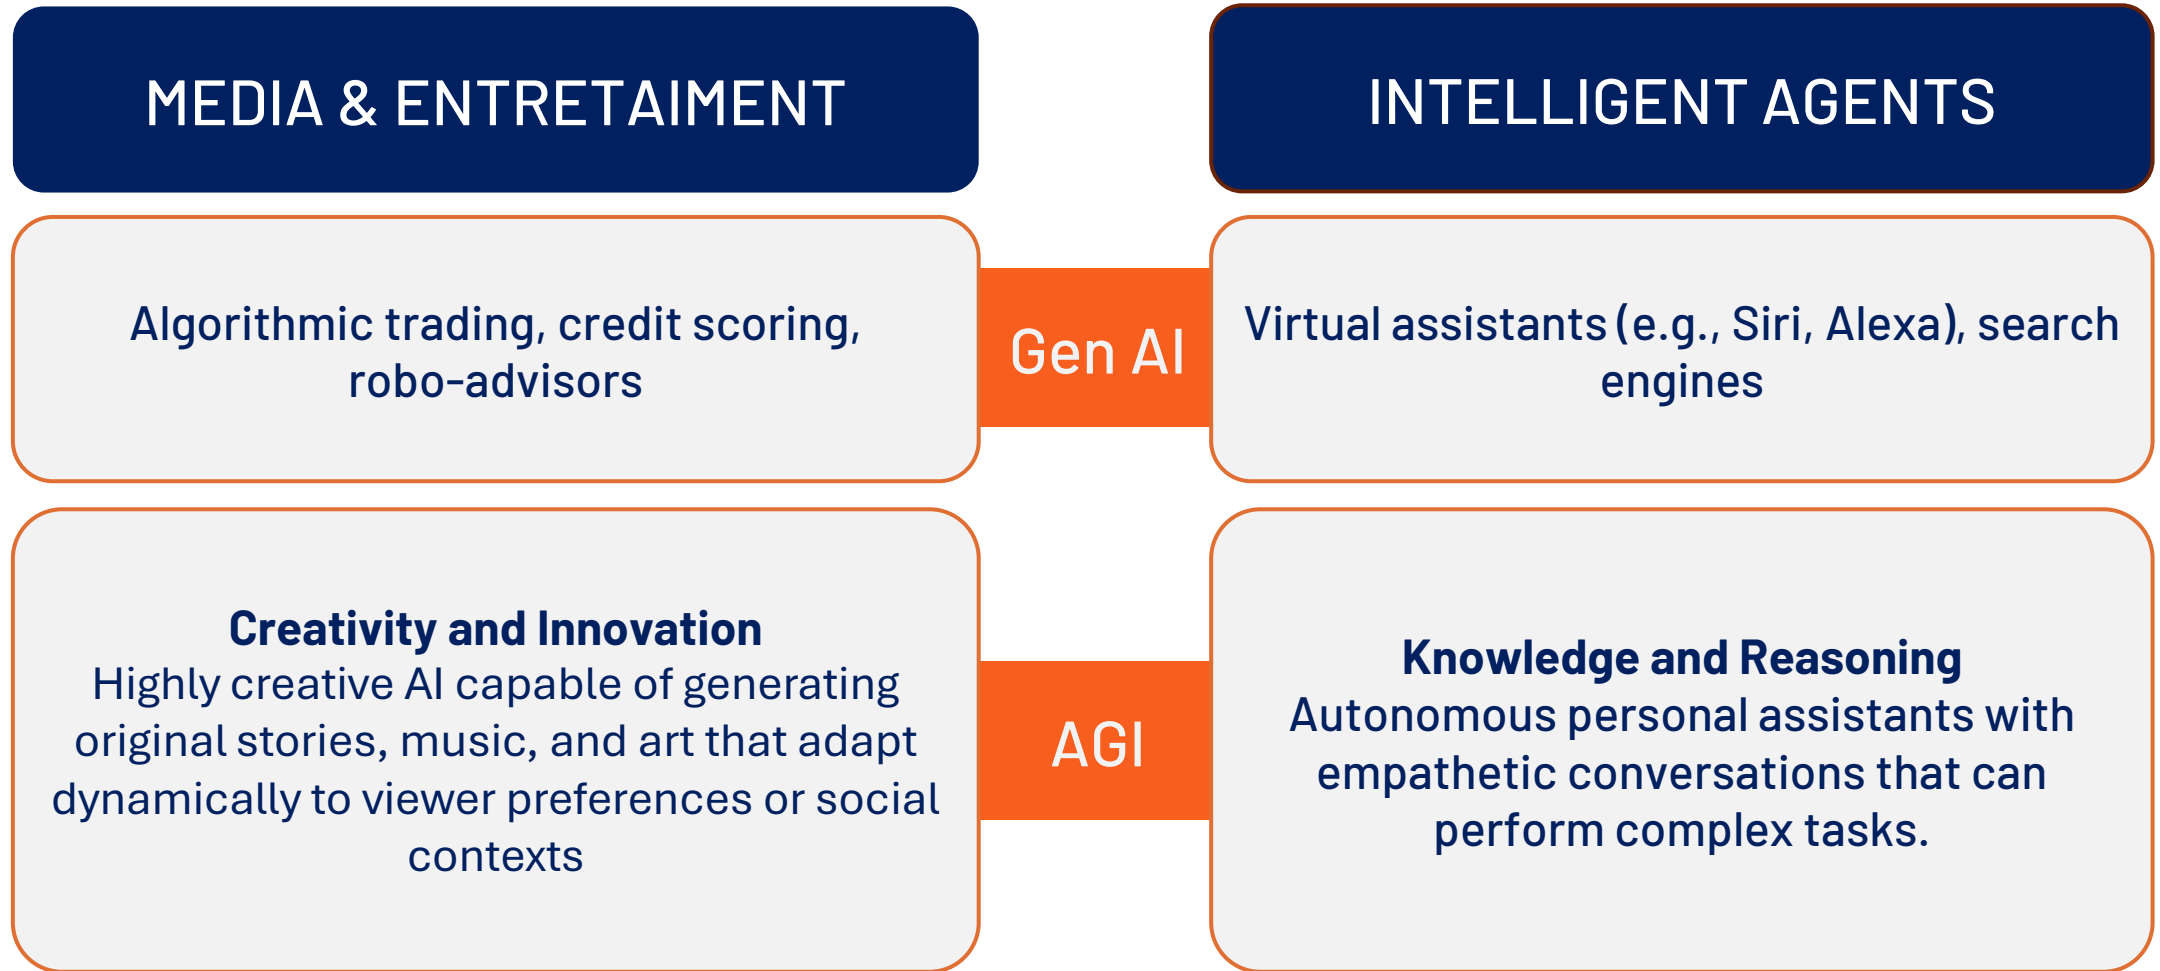 MEDIA & ENTRETAIMENT
INTELLIGENT AGENTS
Algorithmic trading, credit scoring,
robo-advisors
Gen AI
Virtual assistants (e.g., Siri, Alexa), search
engines
Creativity and Innovation
Highly creative AI capable of generating
original stories, music, and art that adapt
dynamically to viewer preferences or social
contexts
AGI
Knowledge and Reasoning
Autonomous personal assistants with
empathetic conversations that can
perform complex tasks.